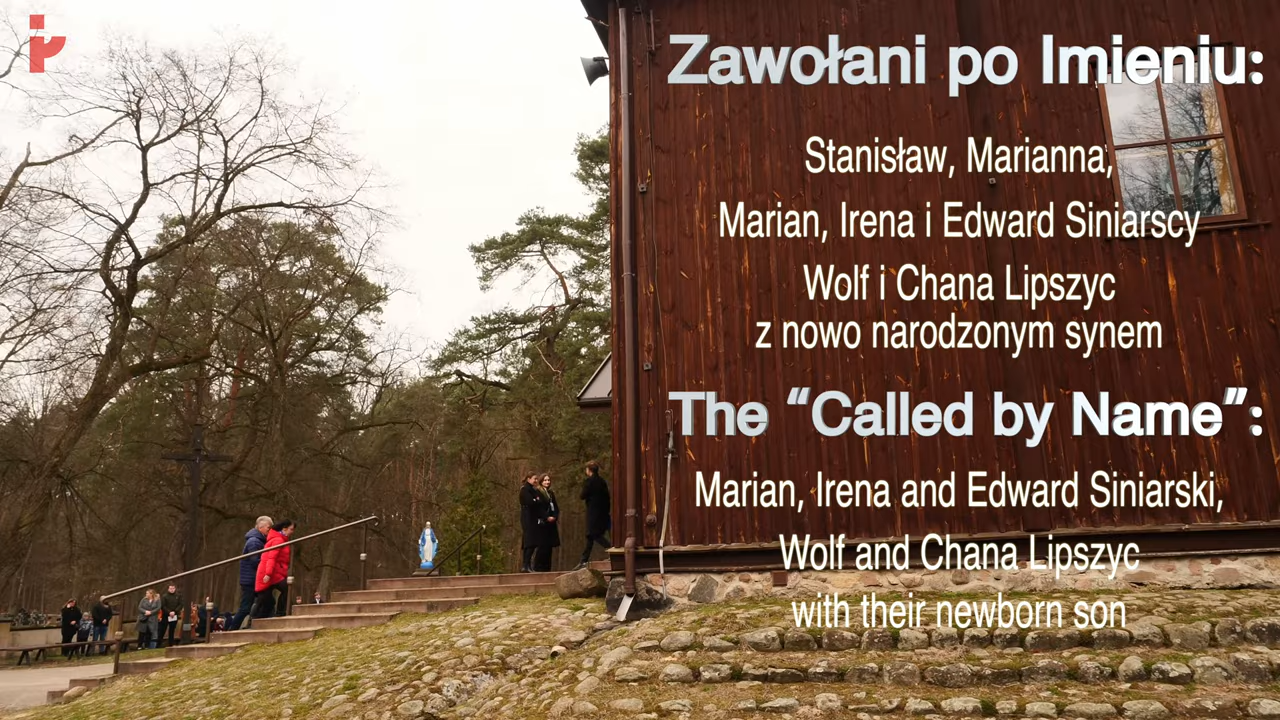 Zawołani po Imieniu:
Stanisław, Marianna,
Marian, Irena i Edward Siniarscy
Wolf i Chana Lipszyc
z nowo narodzonym synem
The “Called by Name”:
Marian, Irena and Edward Siniarski,
Wolf and Chana Lipszyc
with their newborn son